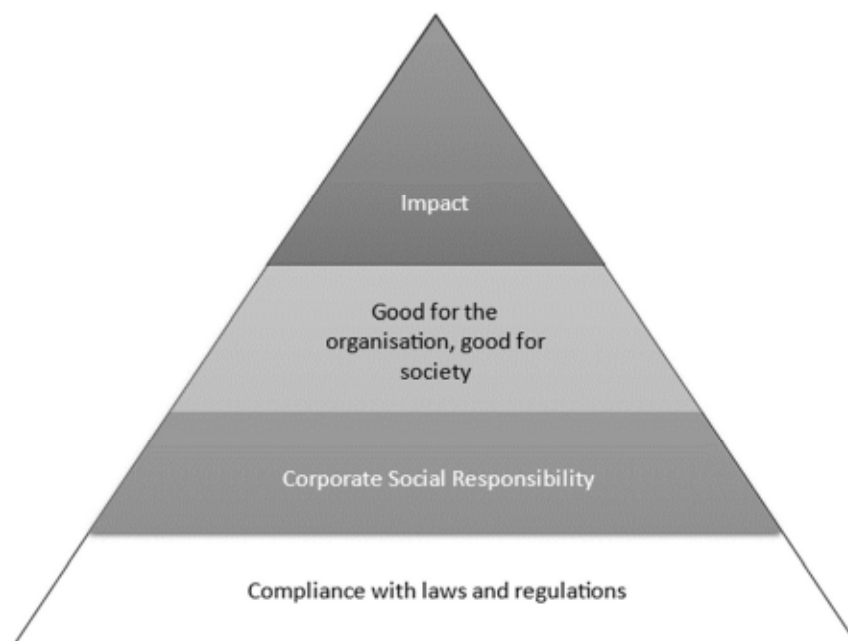 Impact
Good for the
organisation, good for
society
Corporate Social Responsibility
Compliance with laws and regulations